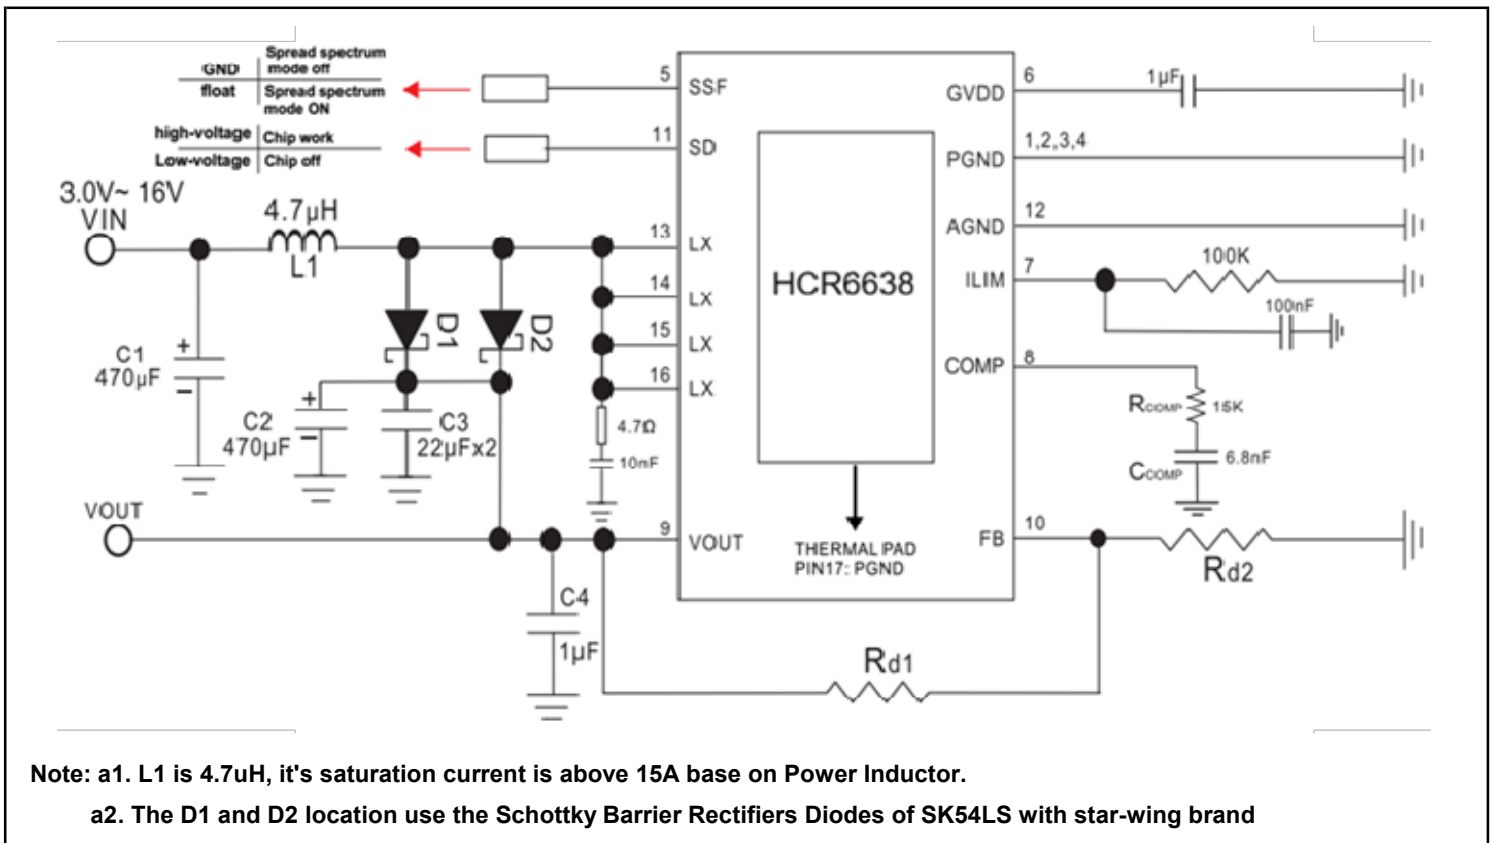 Spread spectrum
GND mode off
float Spread spectrum
mode ON
high-voltage Chip work
Low-voltage Chip off
3.0V~ 16V
VIN
4.7µH
L1
C1
470µF
D1
D2
C2
470µF
C3
22µFx2
4.7Ω
10nF
VOUT
C4
1µF
5 SSF
11 SD
13 LX
14 LX
15 LX
16 LX
9 VOUT
HCR6638
THERMAL PAD
PIN17: PGND
GVDD 6
1µF
PGND 1,2,3,4
AGND 12
ILIM 7
100K
100nF
COMP 8
RCOMP 15K
CCOMP 6.8nF
FB 10
Rd2
Rd1
Note: a1. L1 is 4.7uH, it's saturation current is above 15A base on Power Inductor.
a2. The D1 and D2 location use the Schottky Barrier Rectifiers Diodes of SK54LS with star-wing brand